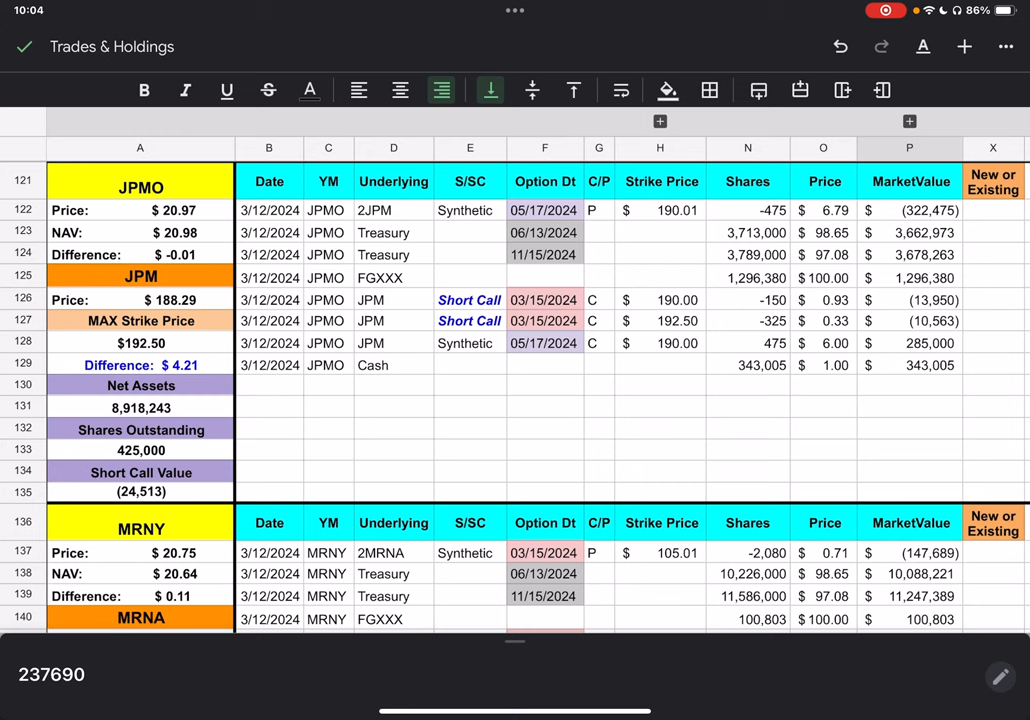 10:04
86%
Trades & Holdings
B I U S A
A B C D E F G H N O P X
121 JPMO Date YM Underlying S/SC Option Dt C/P Strike Price Shares Price MarketValue New or Existing
122 Price: $ 20.97 3/12/2024 JPMO 2JPM Synthetic 05/17/2024 P $ 190.01 -475 $ 6.79 $ (322,475)
123 NAV: $ 20.98 3/12/2024 JPMO Treasury 06/13/2024 3,713,000 $ 98.65 $ 3,662,973
124 Difference: $ -0.01 3/12/2024 JPMO Treasury 11/15/2024 3,789,000 $ 97.08 $ 3,678,263
125 JPM 3/12/2024 JPMO FGXXX 1,296,380 $ 100.00 $ 1,296,380
126 Price: $ 188.29 3/12/2024 JPMO JPM Short Call 03/15/2024 C $ 190.00 -150 $ 0.93 $ (13,950)
127 MAX Strike Price 3/12/2024 JPMO JPM Short Call 03/15/2024 C $ 192.50 -325 $ 0.33 $ (10,563)
128 $192.50 3/12/2024 JPMO JPM Synthetic 05/17/2024 C $ 190.00 475 $ 6.00 $ 285,000
129 Difference: $ 4.21 3/12/2024 JPMO Cash 343,005 $ 1.00 $ 343,005
130 Net Assets
131 8,918,243
132 Shares Outstanding
133 425,000
134 Short Call Value
135 (24,513)
136 MRNY Date YM Underlying S/SC Option Dt C/P Strike Price Shares Price MarketValue New or Existing
137 Price: $ 20.75 3/12/2024 MRNY 2MRNA Synthetic 03/15/2024 P $ 105.01 -2,080 $ 0.71 $ (147,689)
138 NAV: $ 20.64 3/12/2024 MRNY Treasury 06/13/2024 10,226,000 $ 98.65 $ 10,088,221
139 Difference: $ 0.11 3/12/2024 MRNY Treasury 11/15/2024 11,586,000 $ 97.08 $ 11,247,389
140 MRNA 3/12/2024 MRNY FGXXX 100,803 $ 100.00 $ 100,803
237690